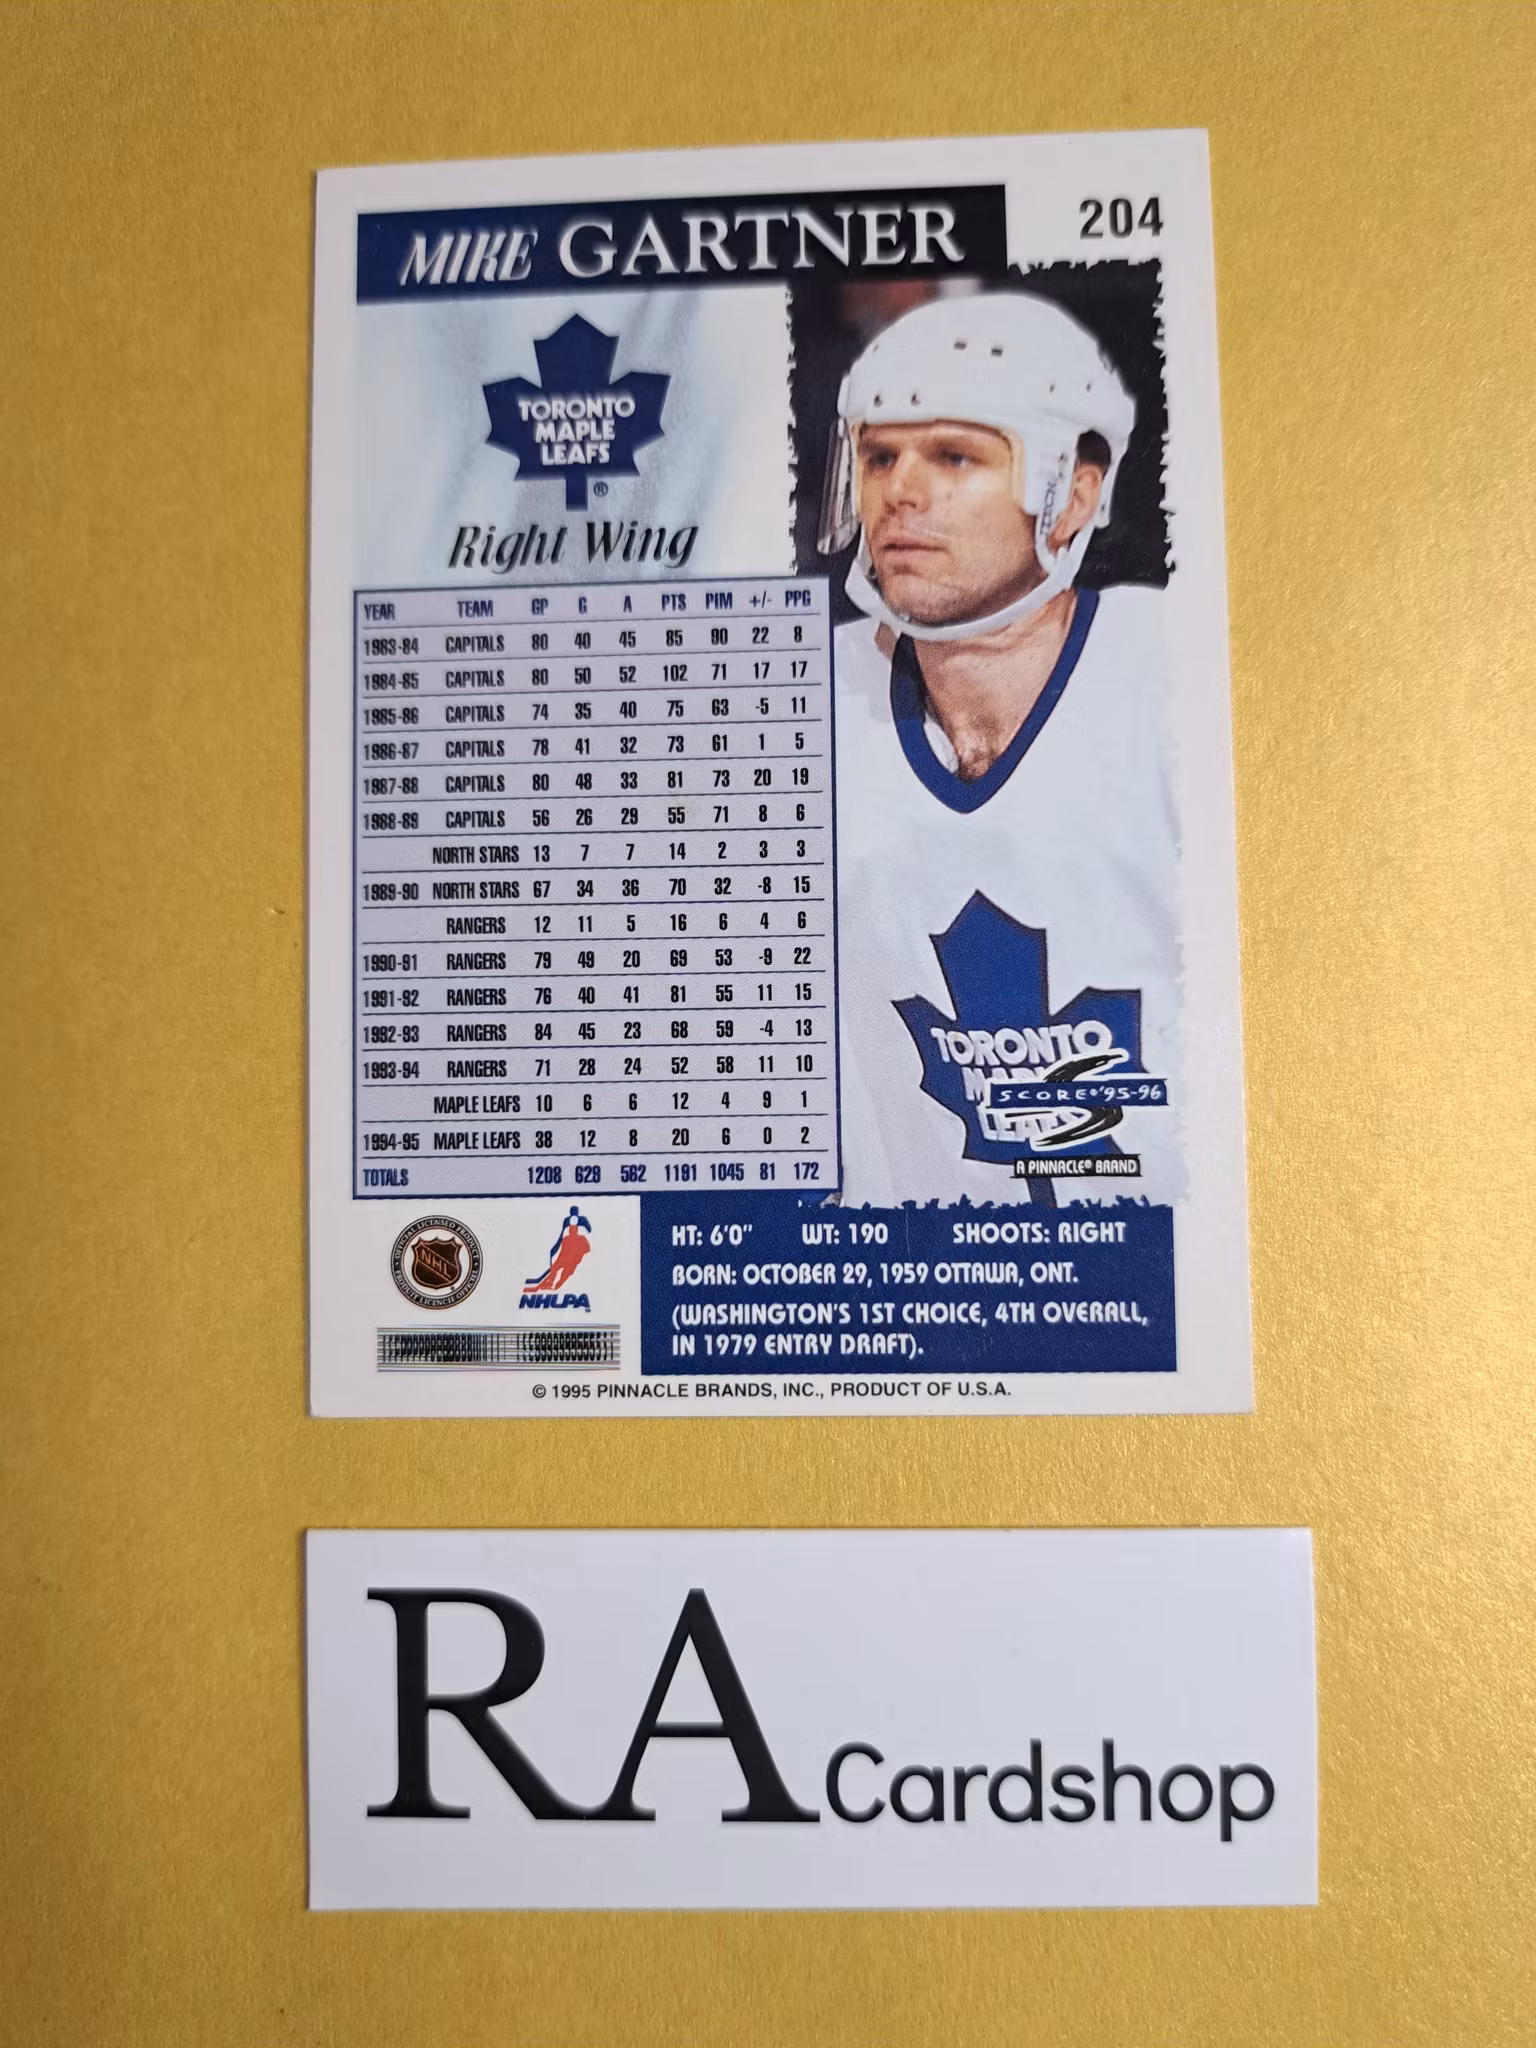 MIKE GARTNER
204
TORONTO
MAPLE
LEAFS
®
Right Wing
YEAR TEAM GP G A PTS PIM +/- PPG
1983-84 CAPITALS 80 40 45 85 90 22 8
1984-85 CAPITALS 80 50 52 102 71 17 17
1985-86 CAPITALS 74 35 40 75 63 -5 11
1986-87 CAPITALS 78 41 32 73 61 1 5
1987-88 CAPITALS 80 48 33 81 73 20 19
1988-89 CAPITALS 56 26 29 55 71 8 6
NORTH STARS 13 7 7 14 2 3 3
1989-90 NORTH STARS 67 34 36 70 32 -8 15
RANGERS 12 11 5 16 6 4 6
1990-91 RANGERS 79 49 20 69 53 -9 22
1991-92 RANGERS 76 40 41 81 55 11 15
1992-93 RANGERS 84 45 23 68 59 -4 13
1993-94 RANGERS 71 28 24 52 58 11 10
MAPLE LEAFS 10 6 6 12 4 9 1
1994-95 MAPLE LEAFS 38 12 8 20 6 0 2
TOTALS 1208 629 562 1191 1045 81 172
TORONTO
SCORE®'95-96
LEAFS
A PINNACLE® BRAND
OFFICIAL LICENSED PRODUCT
NHL
PRODUIT LICENCIE OFFICIEL
NHLPA
HT: 6'0" WT: 190 SHOOTS: RIGHT
BORN: OCTOBER 29, 1959 OTTAWA, ONT.
(WASHINGTON'S 1ST CHOICE, 4TH OVERALL,
IN 1979 ENTRY DRAFT).
© 1995 PINNACLE BRANDS, INC., PRODUCT OF U.S.A.
RA Cardshop